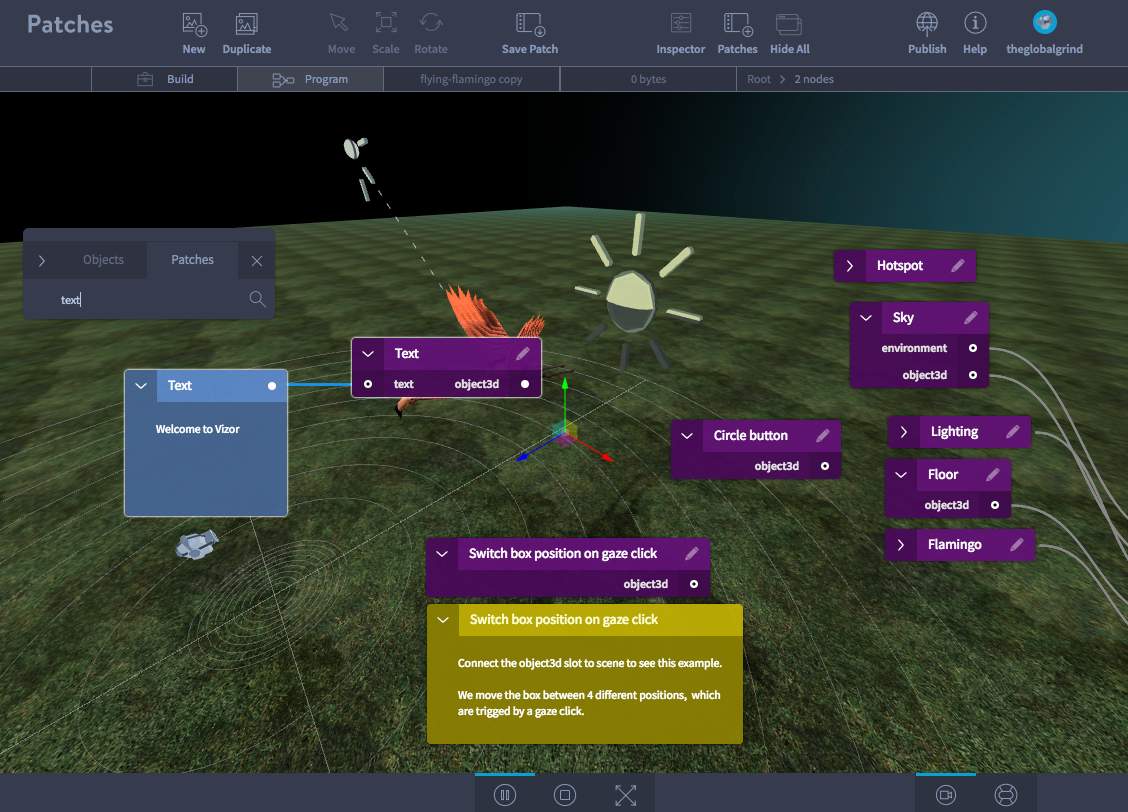 Patches
New
Duplicate
Move
Scale
Rotate
Save Patch
Inspector
Patches
Hide All
Publish
Help
theglobalgrind
Build
Program
flying-flamingo copy
0 bytes
Root > 2 nodes
Objects
Patches
text
Hotspot
Sky
environment
object3d
Text
text object3d
Text
Welcome to Vizor
Circle button
object3d
Lighting
Floor
object3d
Flamingo
Switch box position on gaze click
object3d
Switch box position on gaze click
Connect the object3d slot to scene to see this example.
We move the box between 4 different positions, which
are trigged by a gaze click.